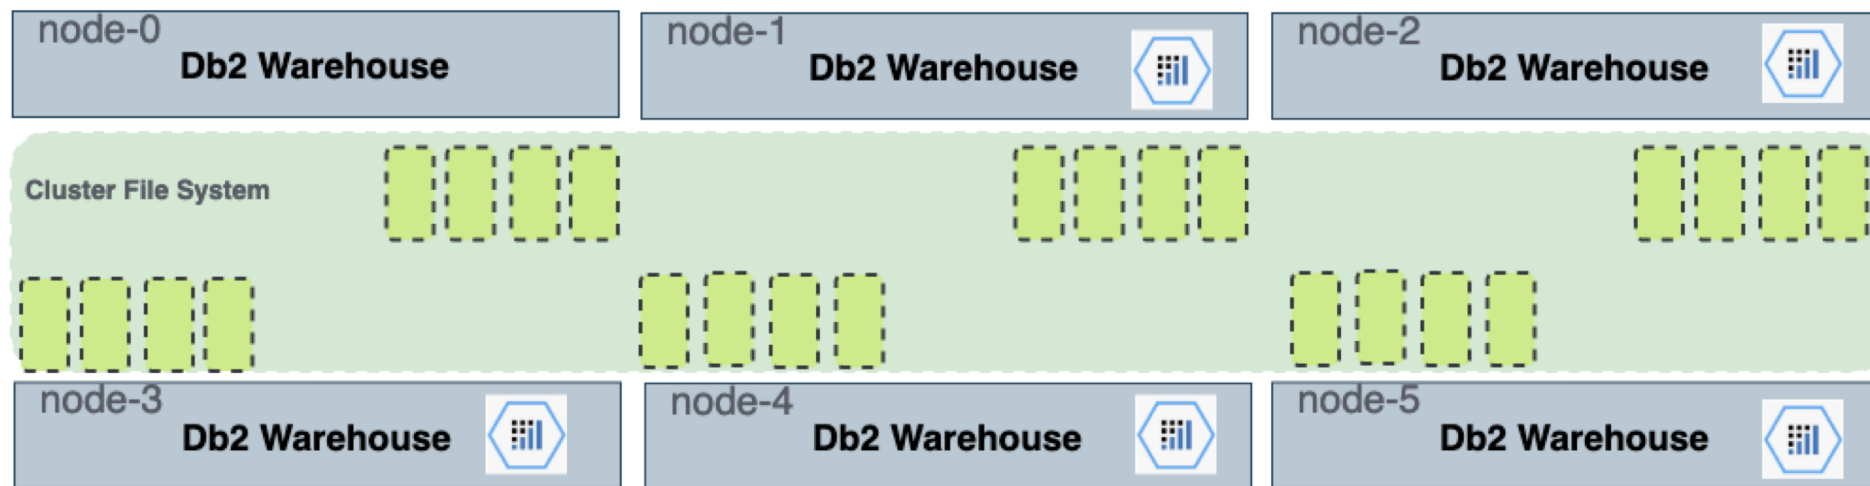 node-0
Db2 Warehouse
node-1
Db2 Warehouse
node-2
Db2 Warehouse
Cluster File System
node-3
Db2 Warehouse
node-4
Db2 Warehouse
node-5
Db2 Warehouse